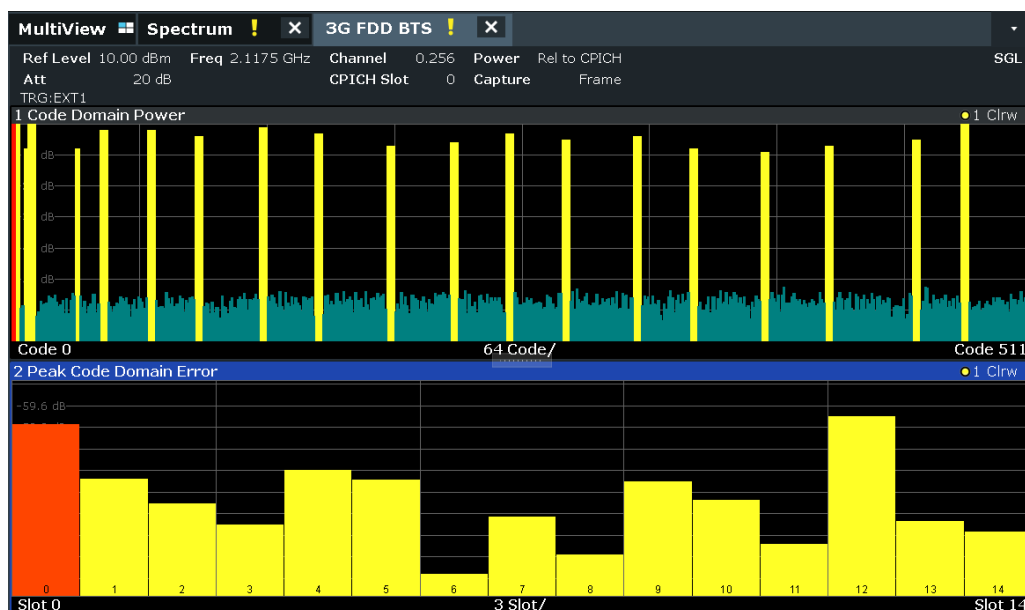 MultiView Spectrum ! X 3G FDD BTS ! X
Ref Level 10.00 dBm Freq 2.1175 GHz Channel 0.256 Power Rel to CPICH SGL
Att 20 dB CPICH Slot 0 Capture Frame
TRG:EXT1
1 Code Domain Power 1 Clrw
dB
dB
dB
dB
dB
Code 0 64 Code/ Code 511
2 Peak Code Domain Error 1 Clrw
-59.6 dB
0 1 2 3 4 5 6 7 8 9 10 11 12 13 14
Slot 0 3 Slot/ Slot 14